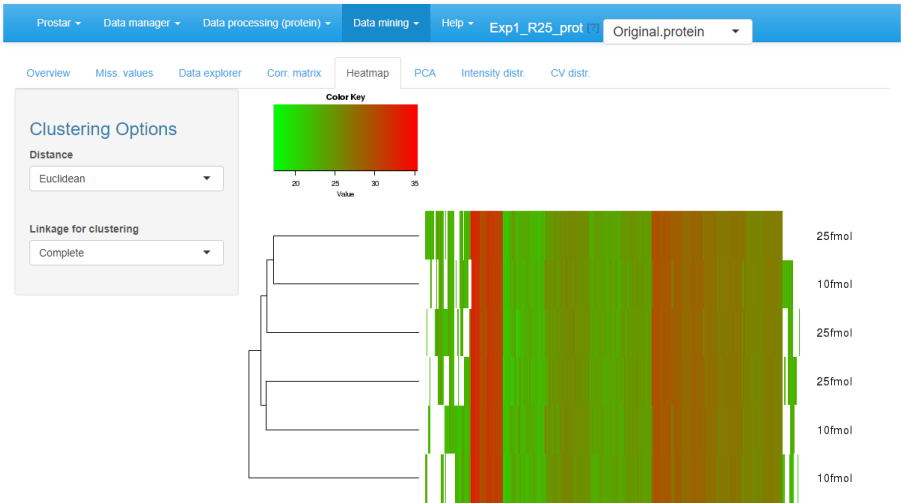 Prostar Data manager Data processing (protein) Data mining Help Exp1_R25_prot [?] Original.protein
Overview Miss. values Data explorer Corr. matrix Heatmap PCA Intensity distr. CV distr.
Clustering Options
Distance
Euclidean
Linkage for clustering
Complete
Color Key
20 25 30 35
Value
25fmol
10fmol
25fmol
25fmol
10fmol
10fmol